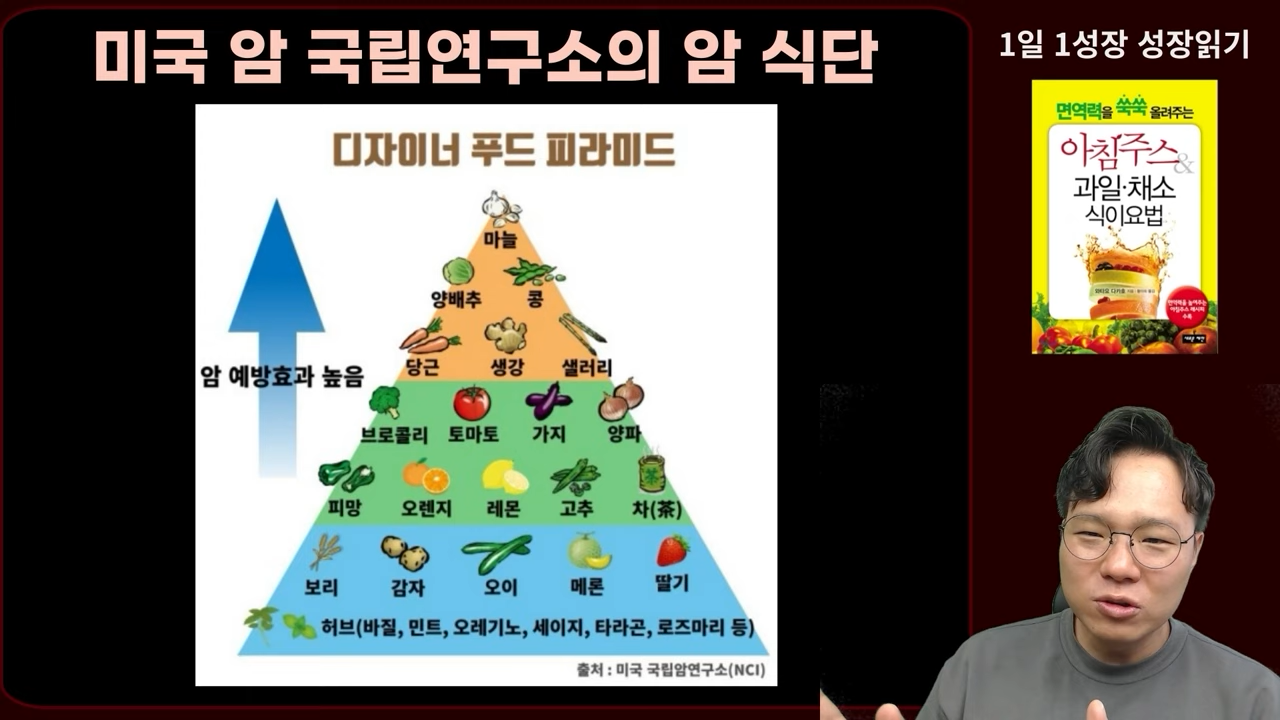 미국 암 국립연구소의 암 식단
1일 1성장 성장읽기
면역력을 쑥쑥 올려주는
아침주스&
과일·채소
식이요법
디자이너 푸드 피라미드
암 예방효과 높음
마늘
양배추 콩
당근 생강 샐러리
브로콜리 토마토 가지 양파
피망 오렌지 레몬 고추 차(茶)
보리 감자 오이 메론 딸기
허브(바질, 민트, 오레기노, 세이지, 타라곤, 로즈마리 등)
출처 : 미국 국립암연구소(NCI)